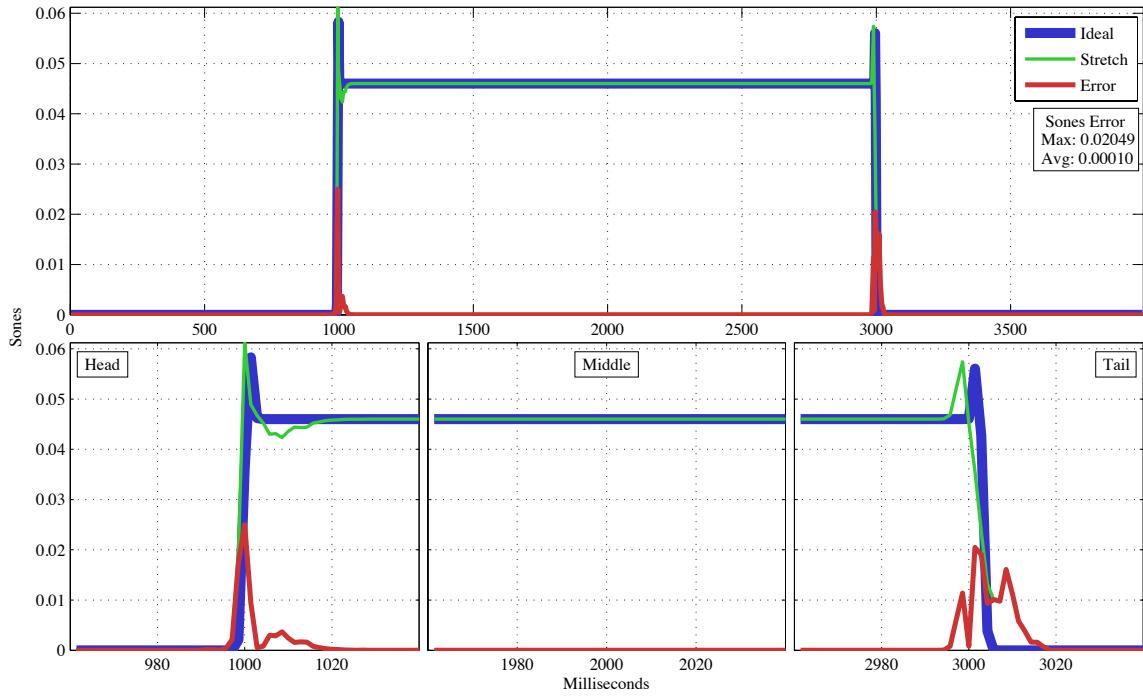 0.06
0.05
0.04
0.03
0.02
0.01
0
0 500 1000 1500 2000 2500 3000 3500
Ideal
Stretch
Error
Sones Error
Max: 0.02049
Avg: 0.00010
Sones
0.06
0.05
0.04
0.03
0.02
0.01
0
Head
980 1000 1020
Middle
1980 2000 2020
Tail
2980 3000 3020
Milliseconds